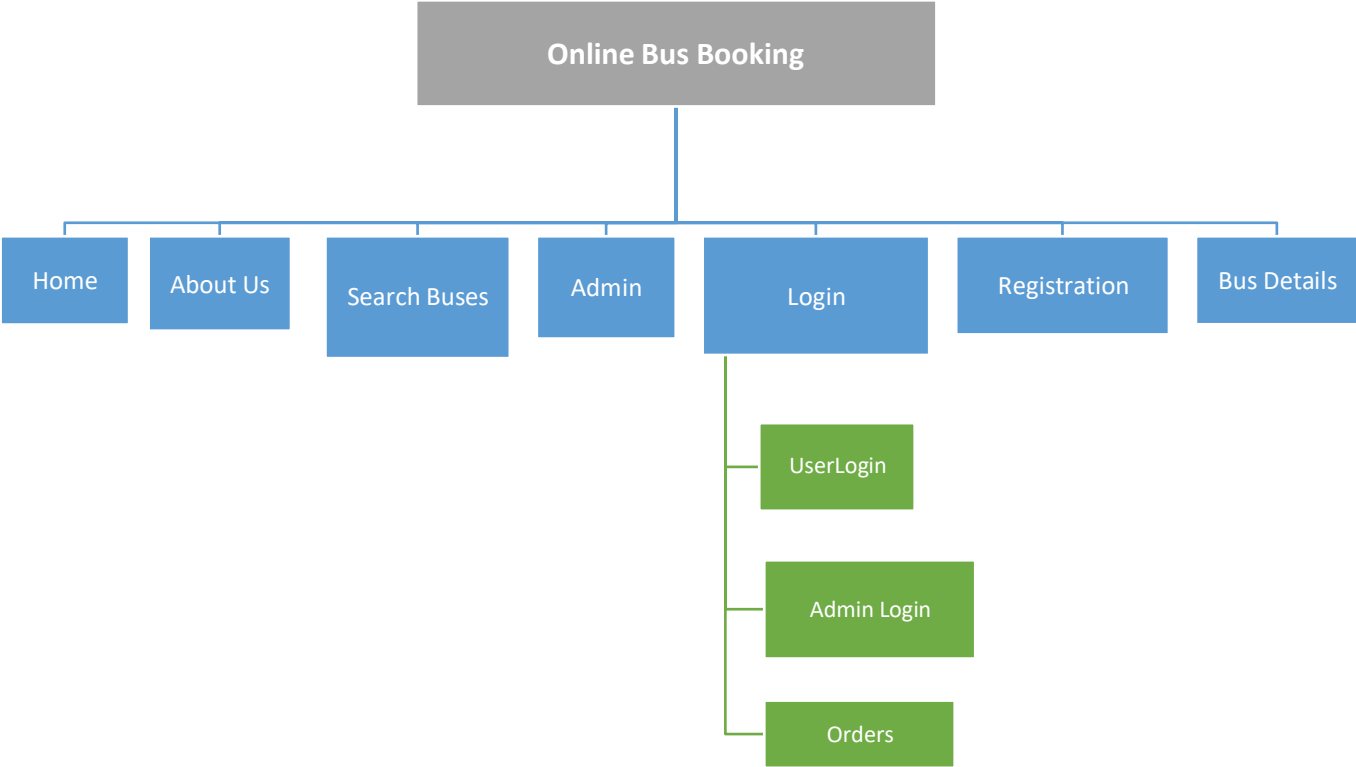 Online Bus Booking
Home
About Us
Search Buses
Admin
Login
Registration
Bus Details
UserLogin
Admin Login
Orders